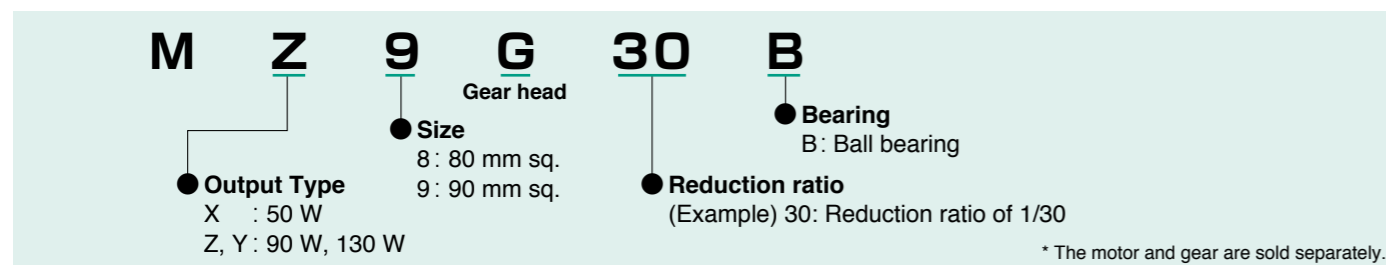 M Z 9 G 30 B
Gear head
Bearing
B: Ball bearing
Size
8: 80 mm sq.
9: 90 mm sq.
Output Type
X : 50 W
Z, Y: 90 W, 130 W
Reduction ratio
(Example) 30: Reduction ratio of 1/30
* The motor and gear are sold separately.